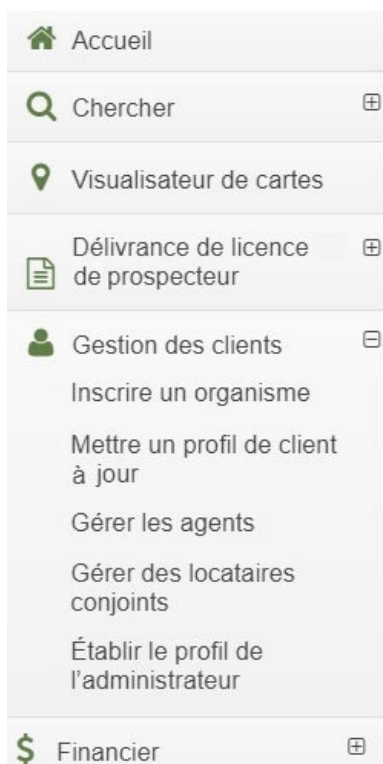 Accueil
Chercher
Visualisateur de cartes
Délivrance de licence
de prospecteur
Gestion des clients
Inscrire un organisme
Mettre un profil de client
à jour
Gérer les agents
Gérer des locataires
conjoints
Établir le profil de
l'administrateur
$ Financier